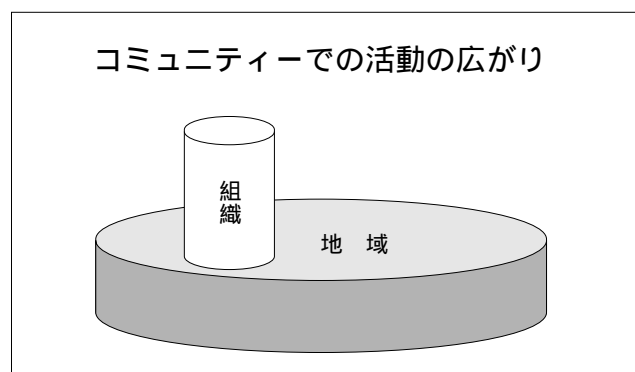 コミュニティーでの活動の広がり
組織
地　域